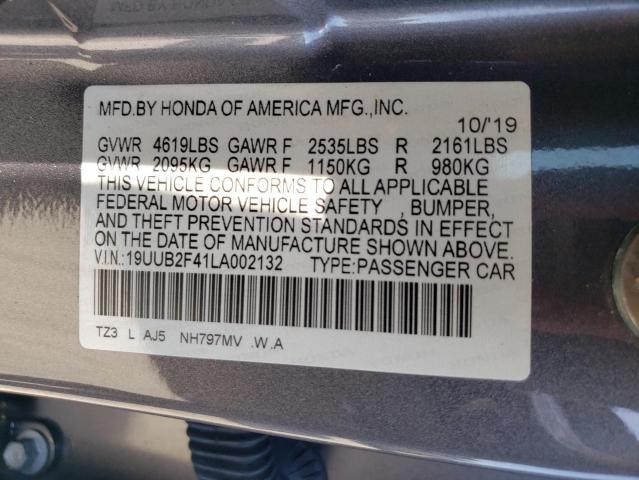 MFD.BY HONDA OF AMERICA MFG.,INC.
10/'19
GVWR 4619LBS GAWR F 2535LBS R 2161LBS
GVWR 2095KG GAWR F 1150KG R 980KG
THIS VEHICLE CONFORMS TO ALL APPLICABLE
FEDERAL MOTOR VEHICLE SAFETY , BUMPER,
AND THEFT PREVENTION STANDARDS IN EFFECT
ON THE DATE OF MANUFACTURE SHOWN ABOVE.
V.I.N.:19UUB2F41LA002132 TYPE:PASSENGER CAR
TZ3 L AJ5 NH797MV .W.A